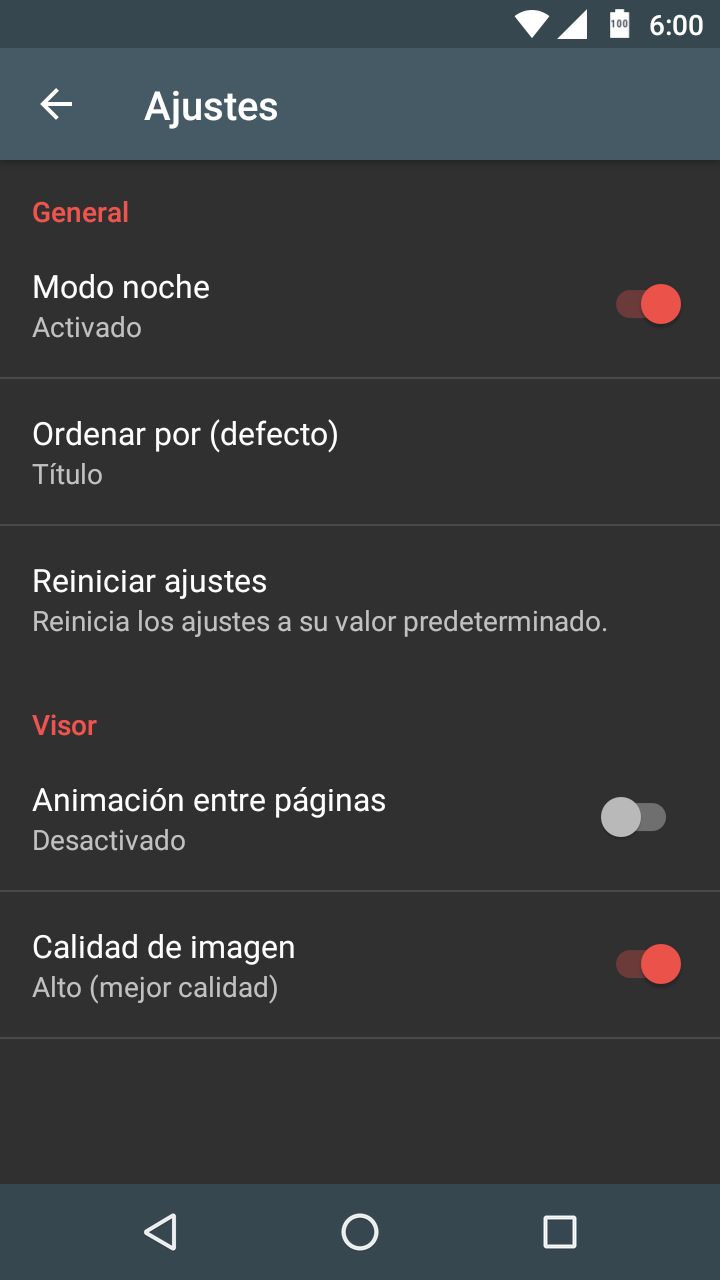 100 6:00
Ajustes
General
Modo noche
Activado
Ordenar por (defecto)
Título
Reiniciar ajustes
Reinicia los ajustes a su valor predeterminado.
Visor
Animación entre páginas
Desactivado
Calidad de imagen
Alto (mejor calidad)